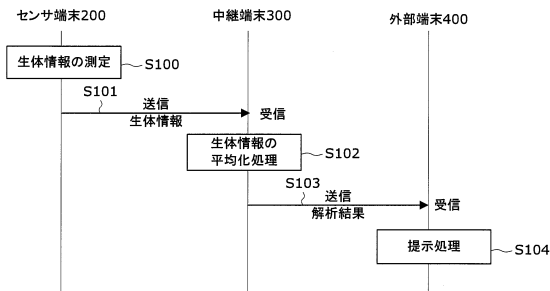 センサ端末200
中継端末300
外部端末400
生体情報の測定
S100
S101
送信
生体情報
受信
生体情報の
平均化処理
S102
S103
送信
解析結果
受信
提示処理
S104